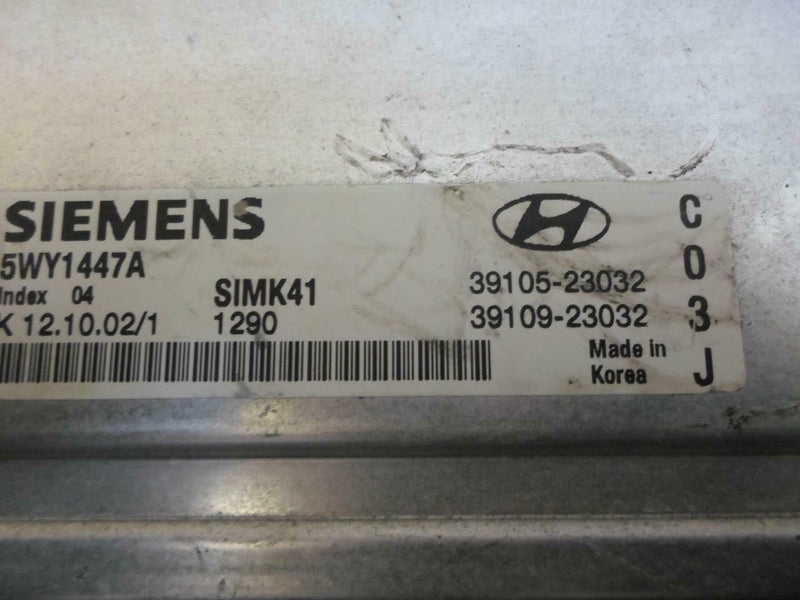 SIEMENS
5WY1447A
Index 04 SIMK41
K 12.10.02/1 1290
39105-23032
39109-23032
Made in
Korea
C
0
3
J